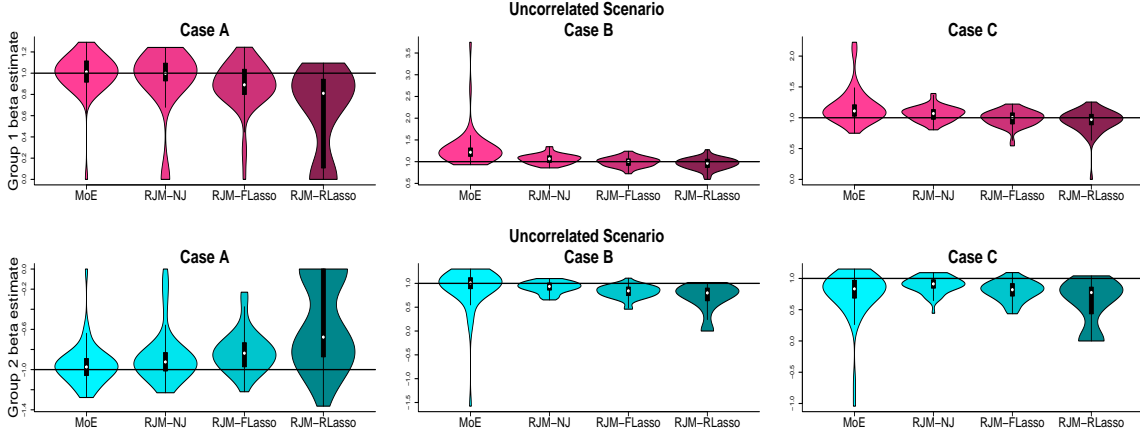 Uncorrelated Scenario
Case A
Case B
Case C
Group 1 beta estimate
0.0 0.2 0.4 0.6 0.8 1.0 1.2
0.5 1.0 1.5 2.0 2.5 3.0 3.5
0.0 0.5 1.0 1.5 2.0
MoE RJM-NJ RJM-FLasso RJM-RLasso
MoE RJM-NJ RJM-FLasso RJM-RLasso
MoE RJM-NJ RJM-FLasso RJM-RLasso
Uncorrelated Scenario
Case A
Case B
Case C
Group 2 beta estimate
-1.4 -1.0 -0.6 -0.2 0.0
-1.5 -1.0 -0.5 0.0 0.5 1.0
-1.0 -0.5 0.0 0.5 1.0
MoE RJM-NJ RJM-FLasso RJM-RLasso
MoE RJM-NJ RJM-FLasso RJM-RLasso
MoE RJM-NJ RJM-FLasso RJM-RLasso